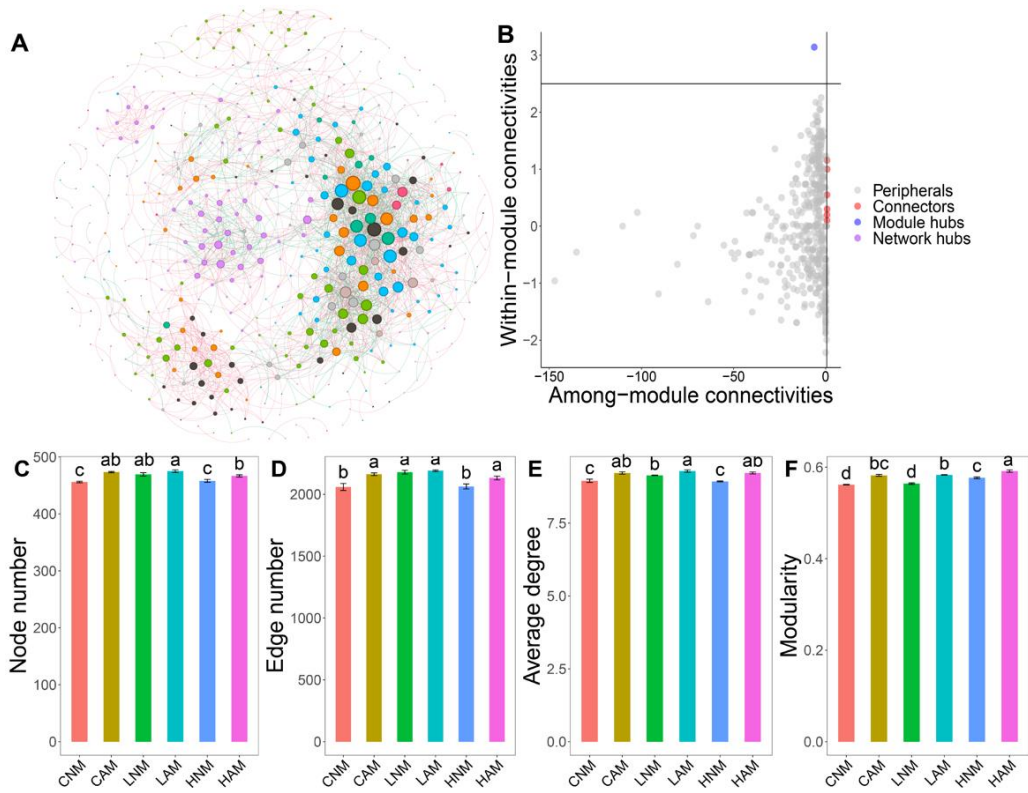 A
B
Within−module connectivities
3
2
1
0
−1
−2
−150
−100
−50
0
Among−module connectivities
Peripherals
Connectors
Module hubs
Network hubs
C
Node number
500
400
300
200
100
0
c
ab
ab
a
c
b
CNM
CAM
LNM
LAM
HNM
HAM
D
Edge number
2000
1500
1000
500
0
b
a
a
a
b
a
CNM
CAM
LNM
LAM
HNM
HAM
E
Average degree
7.5
5.0
2.5
0.0
c
ab
b
a
c
ab
CNM
CAM
LNM
LAM
HNM
HAM
F
Modularity
0.6
0.4
0.2
0.0
d
bc
d
b
c
a
CNM
CAM
LNM
LAM
HNM
HAM